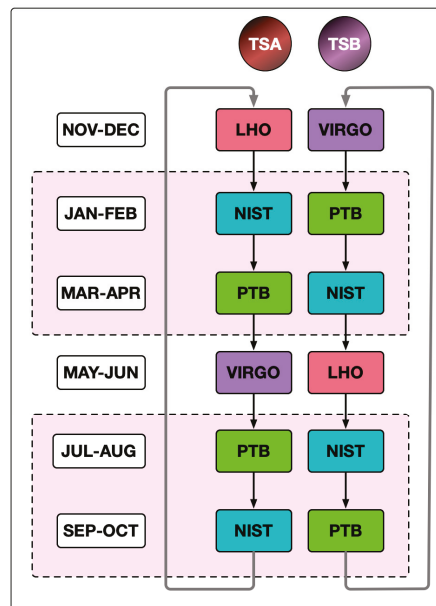 TSA TSB
NOV-DEC LHO VIRGO
JAN-FEB NIST PTB
MAR-APR PTB NIST
MAY-JUN VIRGO LHO
JUL-AUG PTB NIST
SEP-OCT NIST PTB